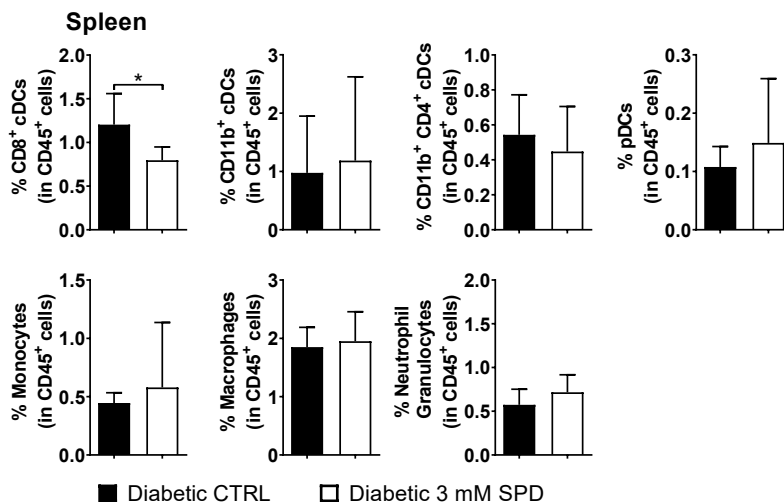 Spleen
% CD8+ cDCs
(in CD45+ cells)
2.0
1.5
1.0
0.5
0.0
*
% CD11b+ cDCs
(in CD45+ cells)
3
2
1
0
% CD11b+ CD4+ cDCs
(in CD45+ cells)
1.0
0.8
0.6
0.4
0.2
0.0
% pDCs
(in CD45+ cells)
0.3
0.2
0.1
0.0
% Monocytes
(in CD45+ cells)
1.5
1.0
0.5
0.0
% Macrophages
(in CD45+ cells)
3
2
1
0
% Neutrophil
Granulocytes
(in CD45+ cells)
2.0
1.5
1.0
0.5
0.0
Diabetic CTRL
Diabetic 3 mM SPD